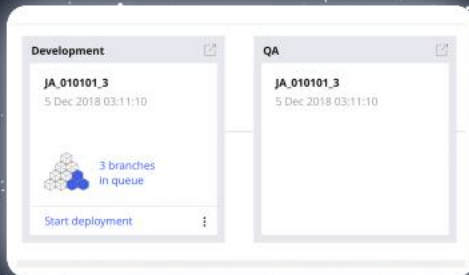 Development
JA_010101_3
5 Dec 2018 03:11:10
3 branches
in queue
Start deployment
QA
JA_010101_3
5 Dec 2018 03:11:10